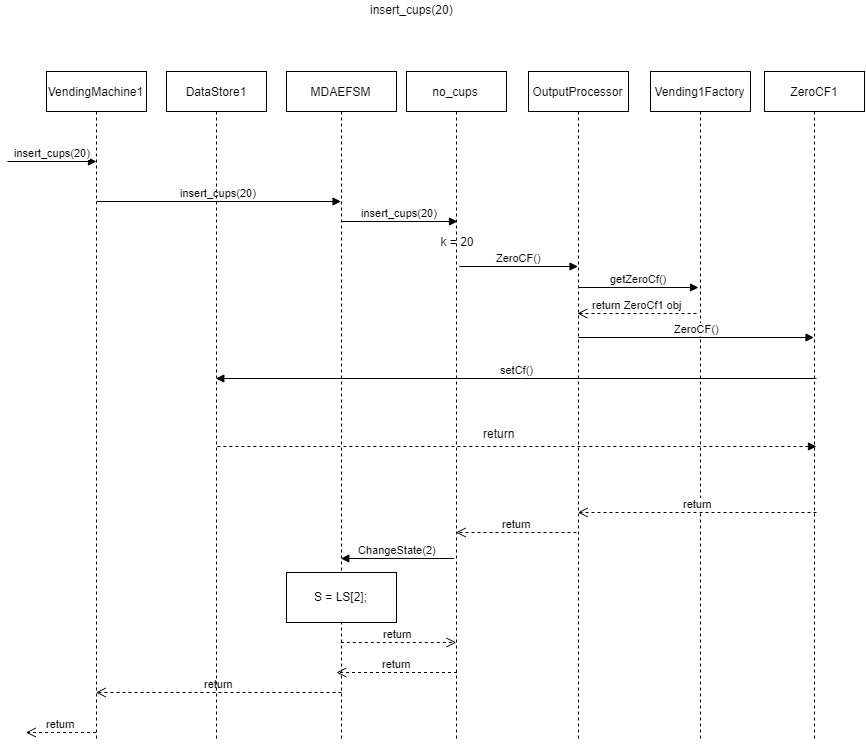 insert_cups(20)
VendingMachine1
DataStore1
MDAEFSM
no_cups
OutputProcessor
Vending1Factory
ZeroCF1
insert_cups(20)
insert_cups(20)
insert_cups(20)
k = 20
ZeroCF()
getZeroCf()
return ZeroCf1 obj
ZeroCF()
setCf()
return
return
return
ChangeState(2)
S = LS[2];
return
return
return
return